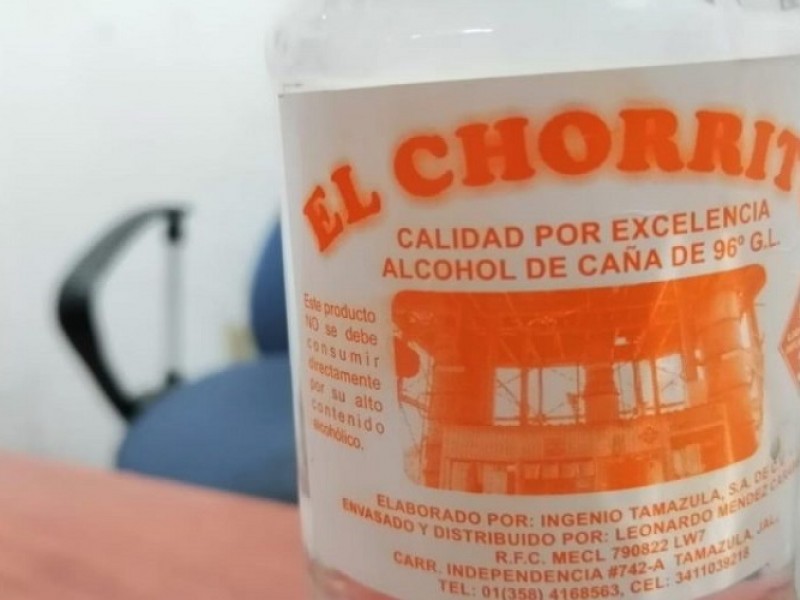 EL CHORRIT
CALIDAD POR EXCELENCIA
ALCOHOL DE CAÑA DE 96º G.L.
Este producto
NO se debe
consumir
directamente
por su alto
contenido
alcohólico.
ELABORADO POR: INGENIO TAMAZULA, S.A. DE C.V.
ENVASADO Y DISTRIBUIDO POR: LEONARDO MENDEZ
R.F.C. MECL 790822 LW7
CARR. INDEPENDENCIA #742-A TAMAZULA, JAL.
TEL: 01(358) 4168563, CEL: 3411039218